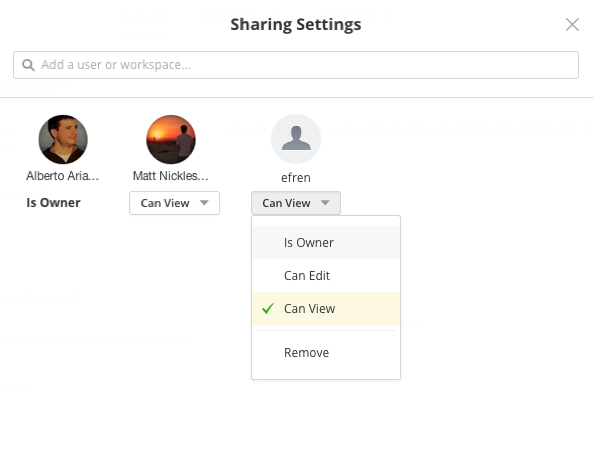 Sharing Settings
Add a user or workspace...
Alberto Aria...
Matt Nickles...
efren
Is Owner
Can View
Can View
Is Owner
Can Edit
Can View
Remove